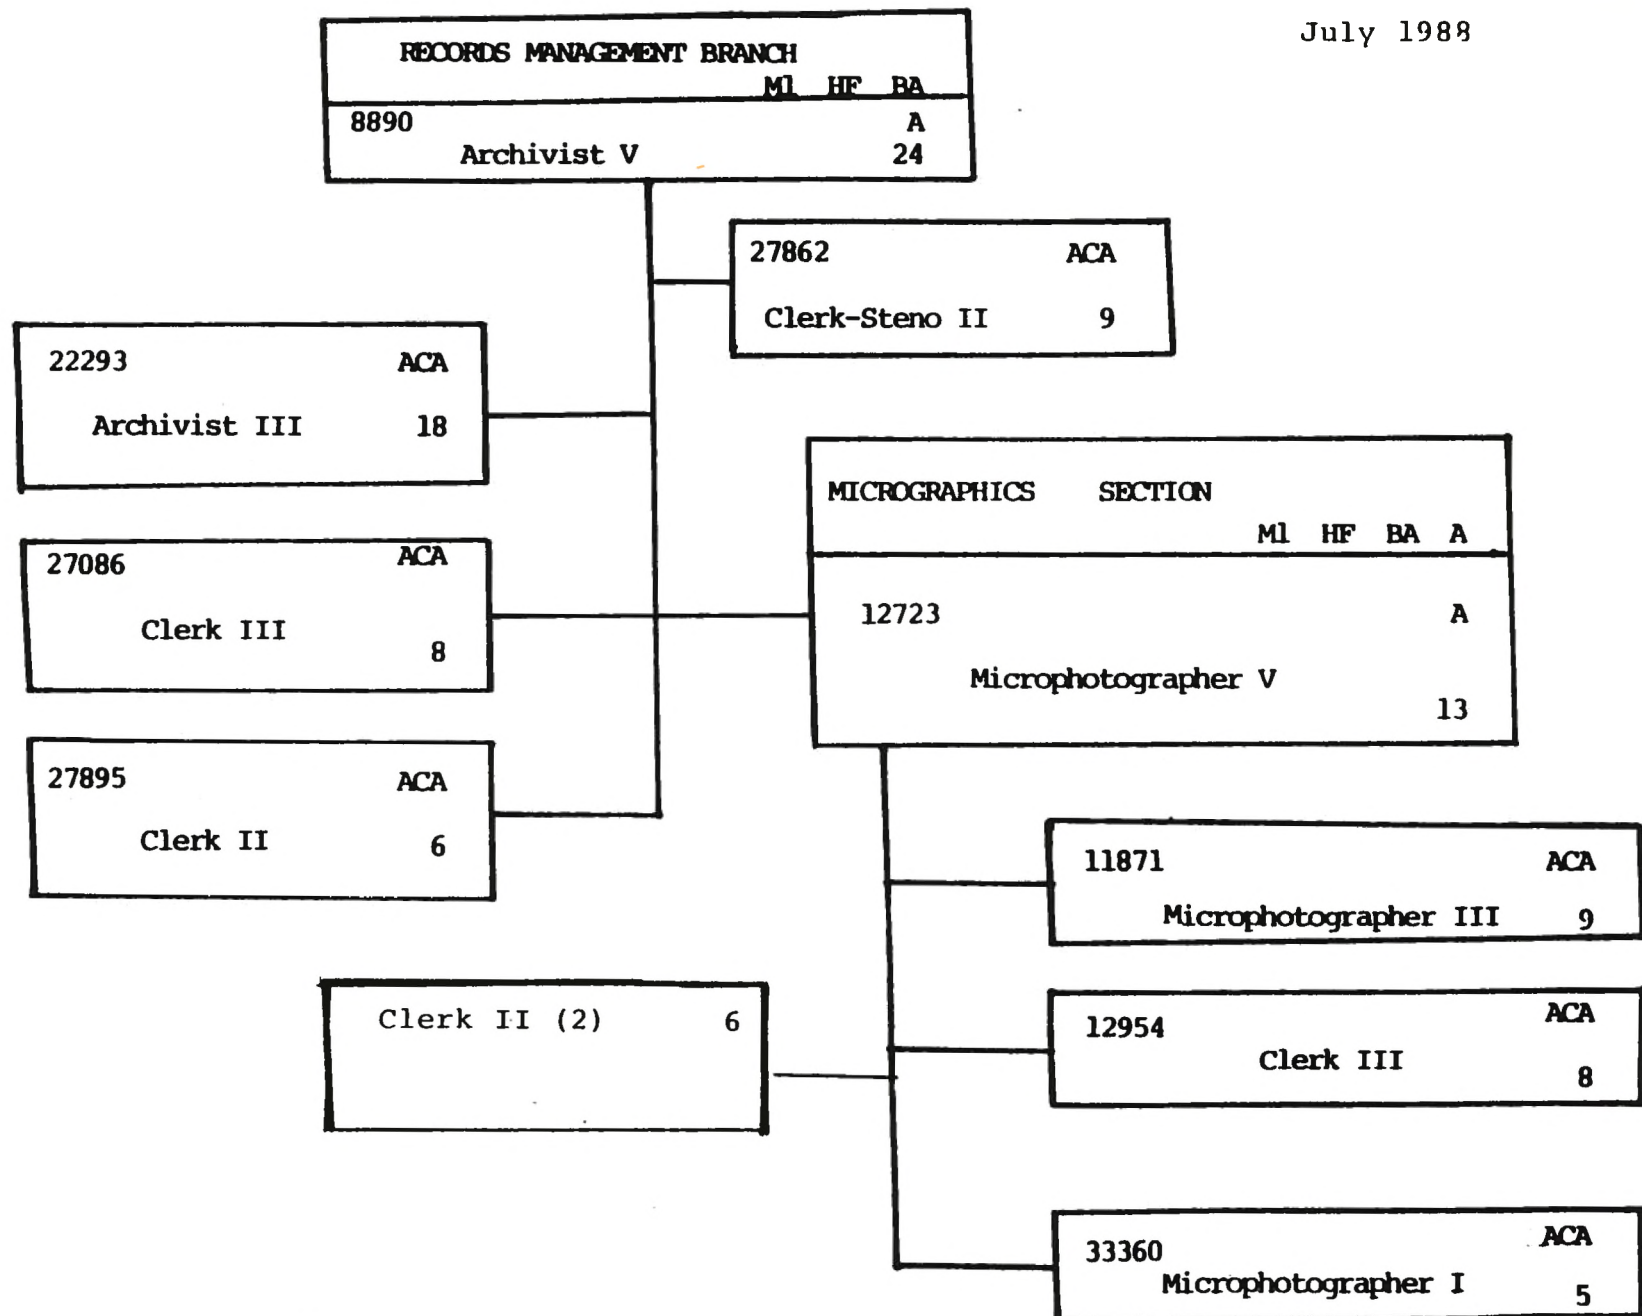 July 1988
RECORDS MANAGEMENT BRANCH
Ml HF BA
8890 A
Archivist V 24
27862 ACA
Clerk-Steno II 9
22293 ACA
Archivist III 18
MICROGRAPHICS SECTION
Ml HF BA A
12723 A
Microphotographer V
13
27086 ACA
Clerk III
8
27895 ACA
Clerk II 6
11871 ACA
Microphotographer III 9
Clerk II (2) 6
12954 ACA
Clerk III
8
33360 ACA
Microphotographer I 5